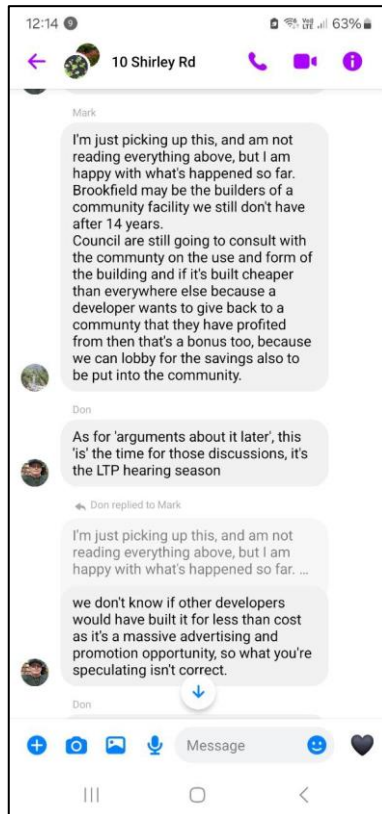 12:14 9 63%
10 Shirley Rd
Mark
I'm just picking up this, and am not
reading everything above, but I am
happy with what's happened so far.
Brookfield may be the builders of a
community facility we still don't have
after 14 years.
Council are still going to consult with
the communty on the use and form of
the building and if it's built cheaper
than everywhere else because a
developer wants to give back to a
communty that they have profited
from then that's a bonus too, because
we can lobby for the savings also to
be put into the community.
Don
As for 'arguments about it later', this
'is' the time for those discussions, it's
the LTP hearing season
Don replied to Mark
I'm just picking up this, and am not
reading everything above, but I am
happy with what's happened so far. ...
we don't know if other developers
would have built it for less than cost
as it's a massive advertising and
promotion opportunity, so what you're
speculating isn't correct.
Don
Message